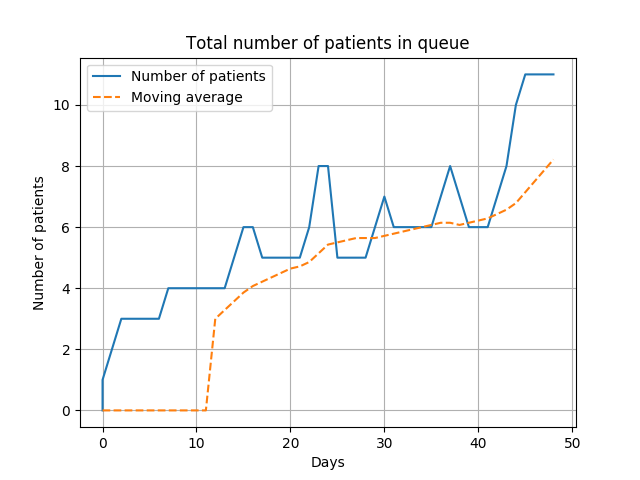 Total number of patients in queue
Number of patients
Moving average
Number of patients
10
8
6
4
2
0
0 10 20 30 40 50
Days